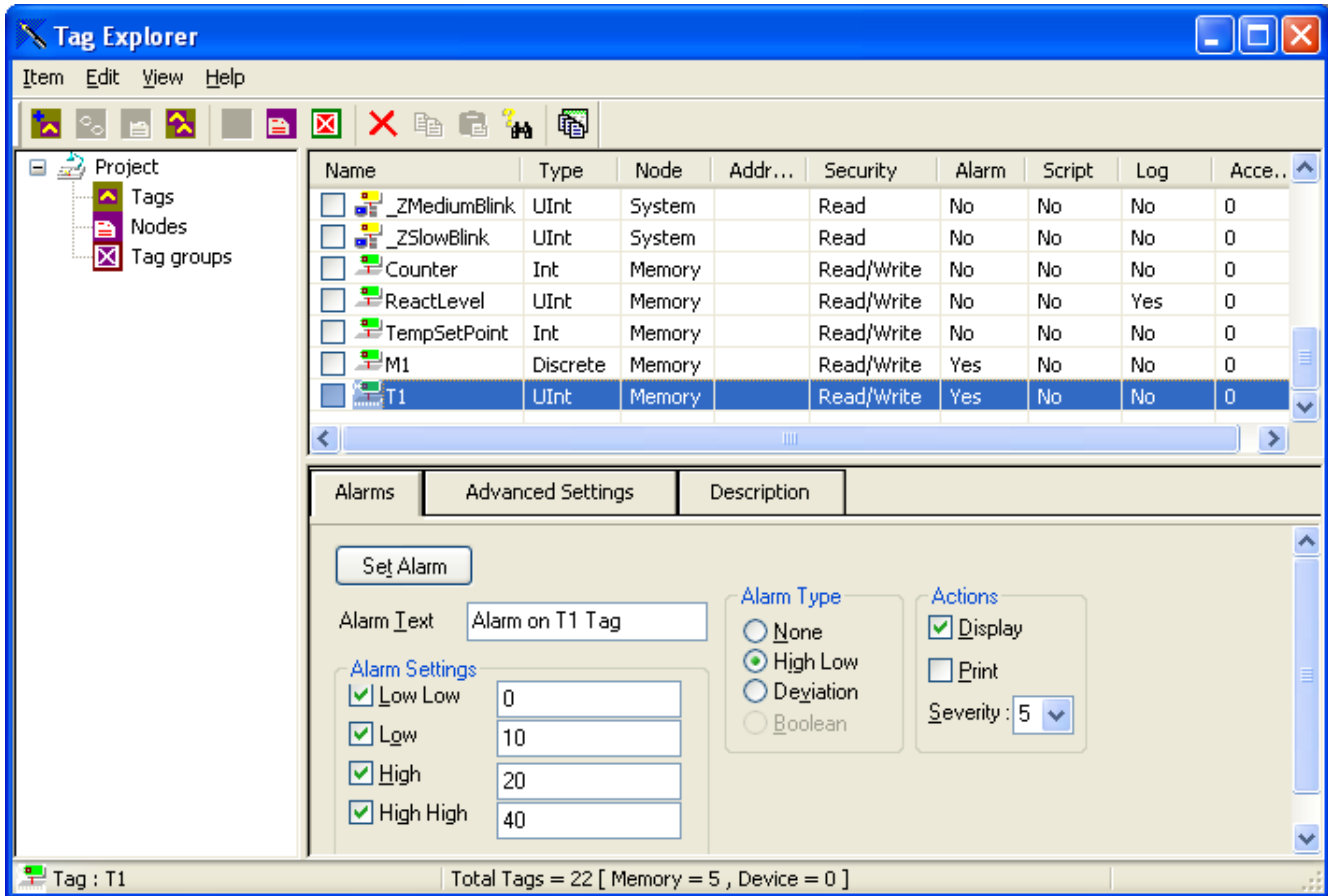 Tag Explorer
Item Edit View Help
Project
Tags
Nodes
Tag groups
Name Type Node Addr... Security Alarm Script Log Acce...
_ZMediumBlink UInt System Read No No No 0
_ZSlowBlink UInt System Read No No No 0
Counter Int Memory Read/Write No No No 0
ReactLevel UInt Memory Read/Write No No Yes 0
TempSetPoint Int Memory Read/Write No No No 0
M1 Discrete Memory Read/Write Yes No No 0
T1 UInt Memory Read/Write Yes No No 0
Alarms Advanced Settings Description
Set Alarm
Alarm Text Alarm on T1 Tag
Alarm Settings
Low Low 0
Low 10
High 20
High High 40
Alarm Type
None
High Low
Deviation
Boolean
Actions
Display
Print
Severity : 5
Tag : T1 Total Tags = 22 [ Memory = 5 , Device = 0 ]